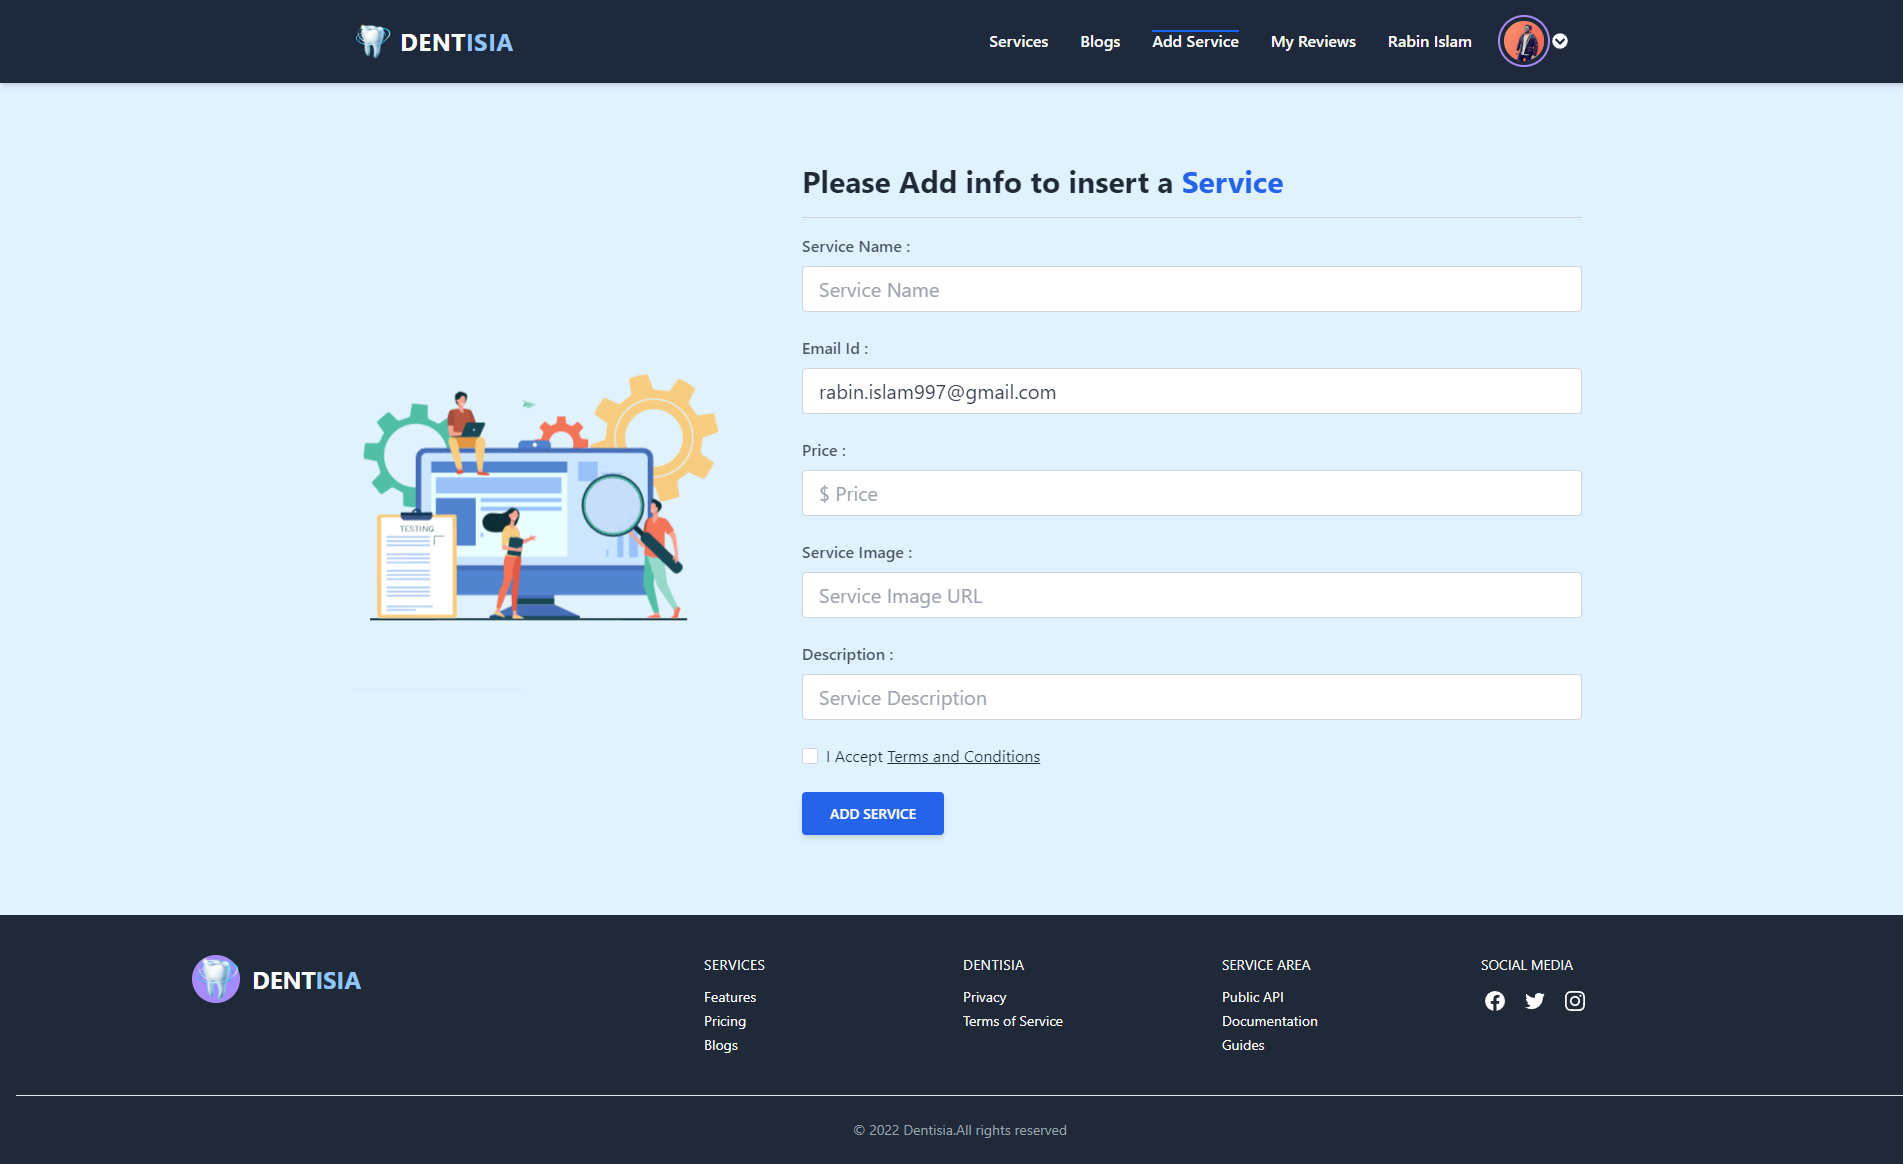 DENTISIA
Services Blogs Add Service My Reviews Rabin Islam
Please Add info to insert a Service
Service Name :
Service Name
Email Id :
rabin.islam997@gmail.com
Price :
$ Price
Service Image :
Service Image URL
Description :
Service Description
I Accept Terms and Conditions
ADD SERVICE
TESTING
DENTISIA
SERVICES
Features
Pricing
Blogs
DENTISIA
Privacy
Terms of Service
SERVICE AREA
Public API
Documentation
Guides
SOCIAL MEDIA
© 2022 Dentisia.All rights reserved